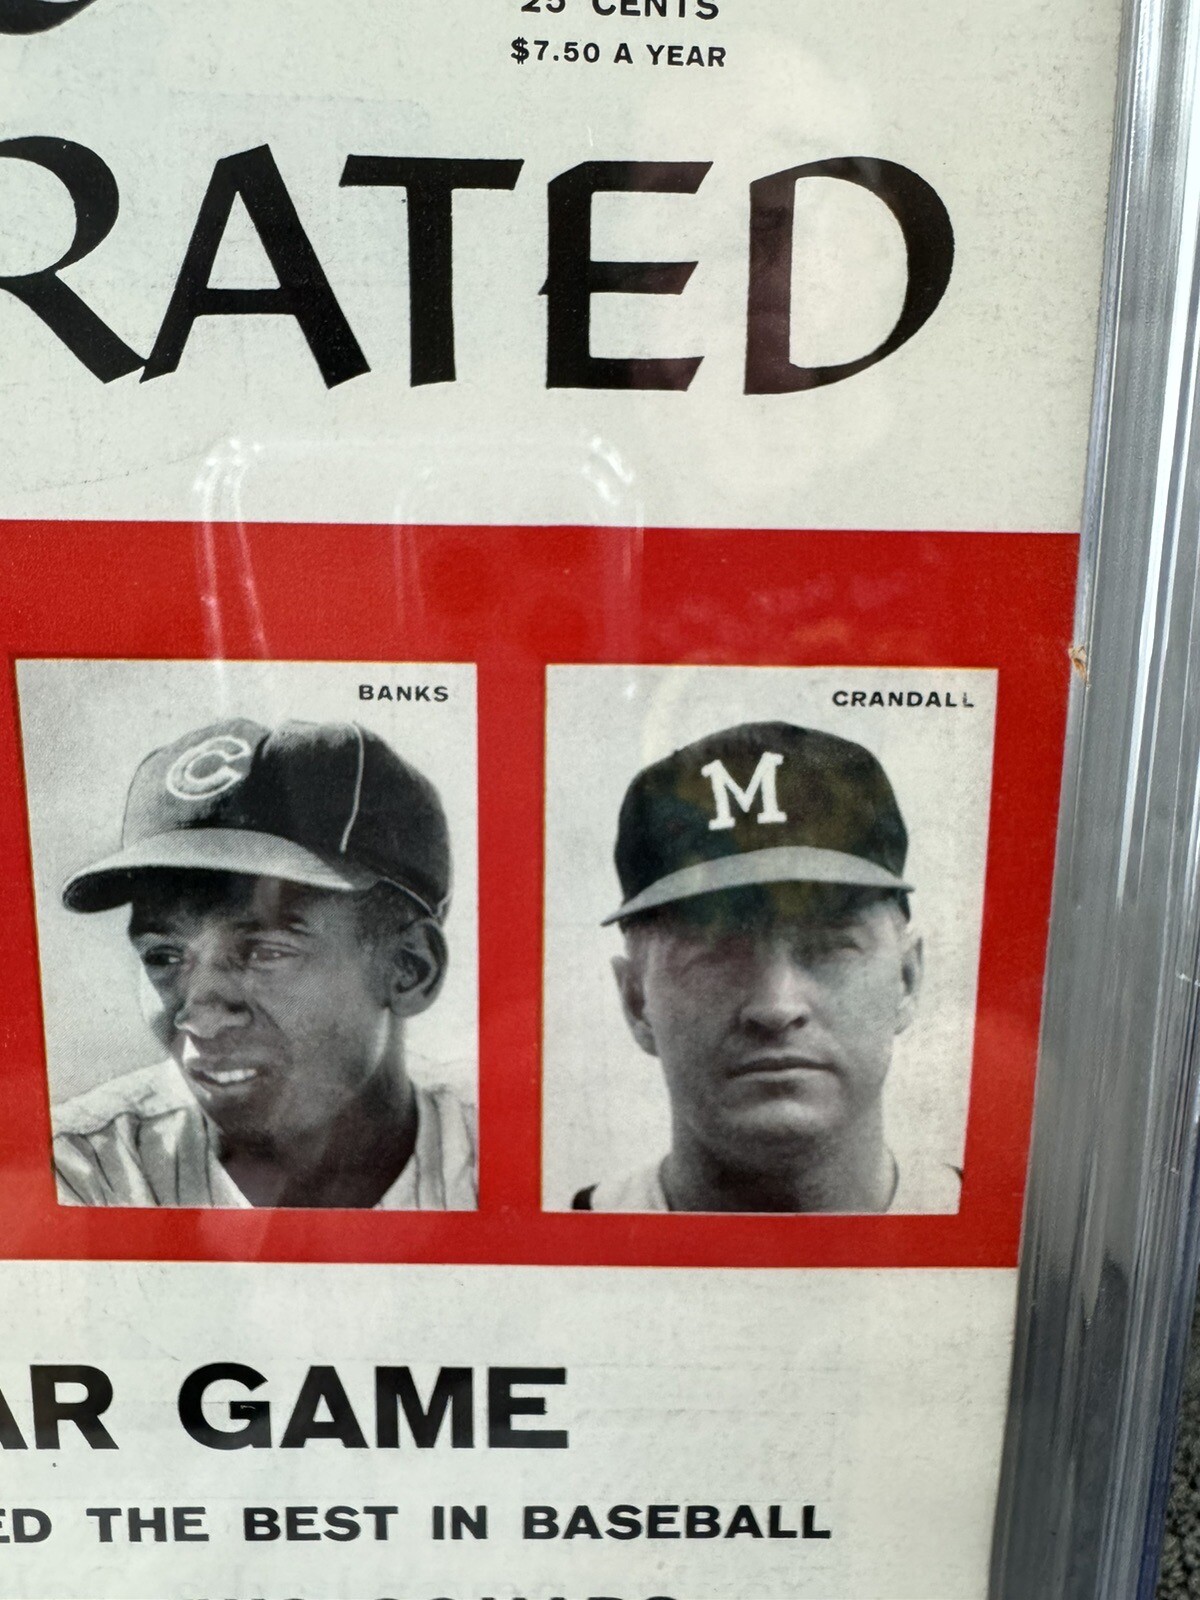 25 CENTS
$7.50 A YEAR
RATED
BANKS
CRANDALL
C
M
AR GAME
ED THE BEST IN BASEBALL